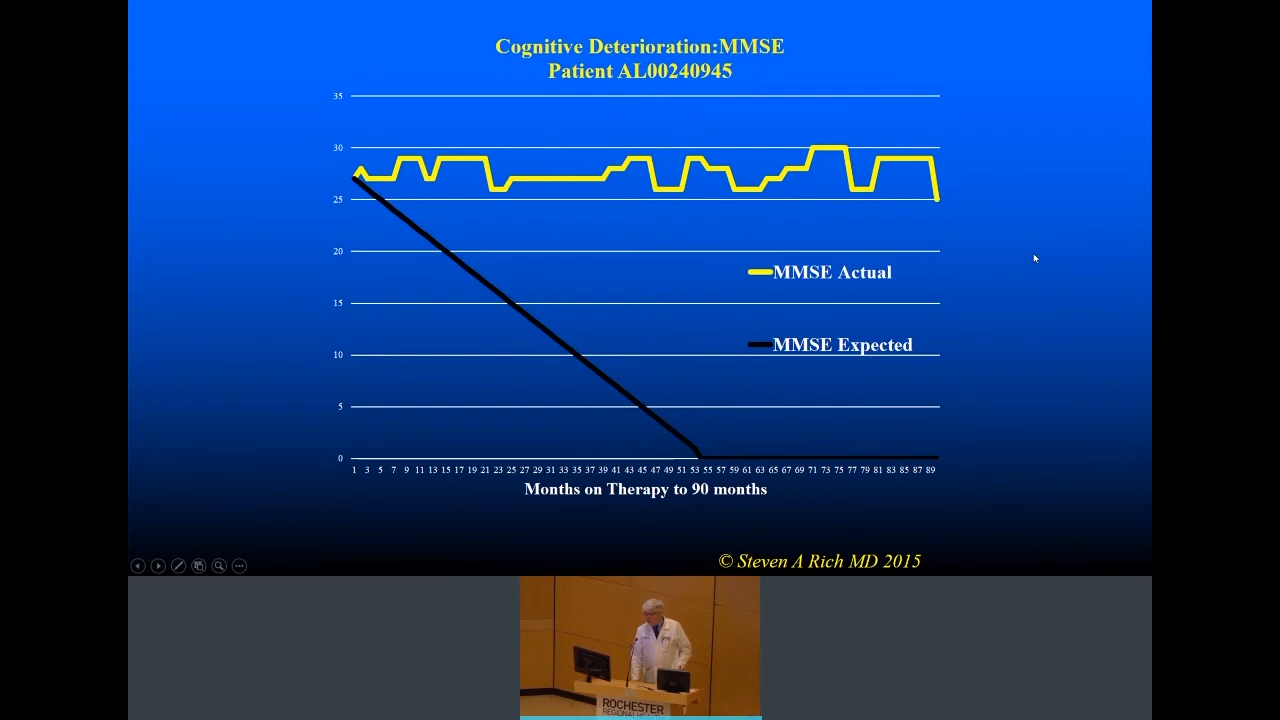 Cognitive Deterioration:MMSE
Patient AL00240945
35
30
25
20
15
10
5
0
MMSE Actual
MMSE Expected
1 3 5 7 9 11 13 15 17 19 21 23 25 27 29 31 33 35 37 39 41 43 45 47 49 51 53 55 57 59 61 63 65 67 69 71 73 75 77 79 81 83 85 87 89
Months on Therapy to 90 months
© Steven A Rich MD 2015
ROCHESTER
REGIONAL